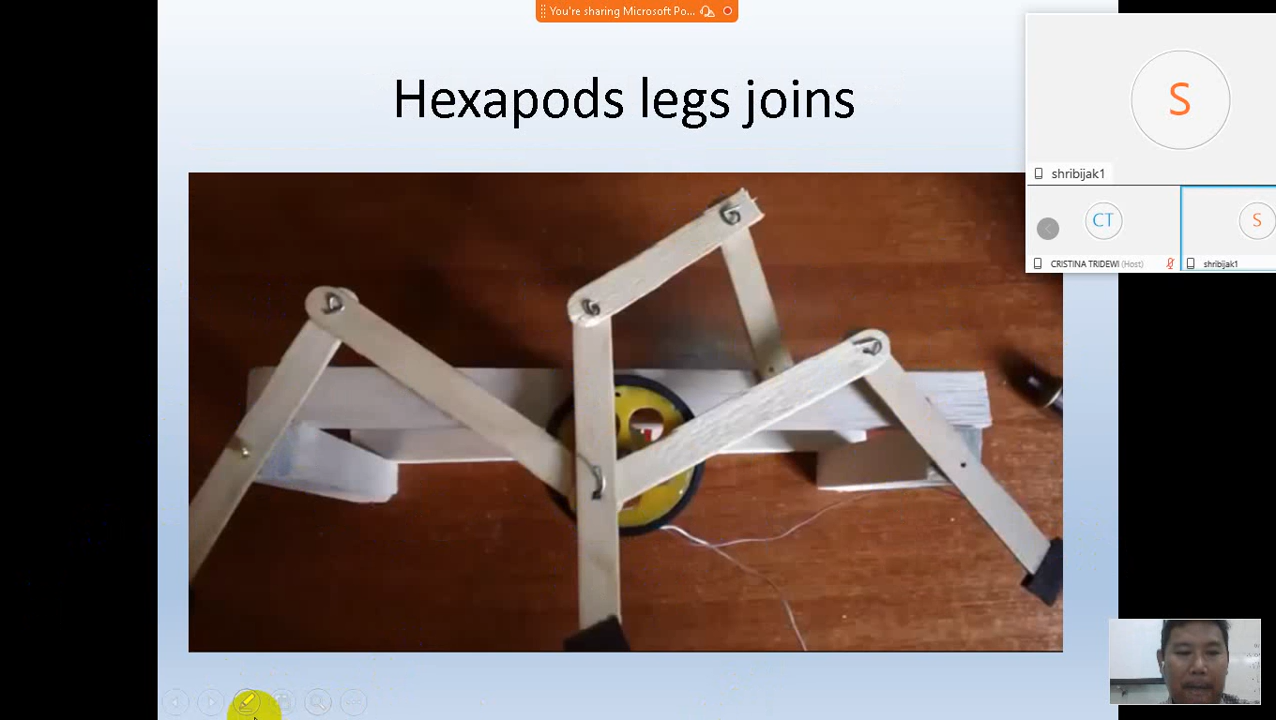 You're sharing Microsoft Po...
Hexapods legs joins
S
shribijak1
CT
S
CRISTINA TRIDEWI (Host)
shribijak1